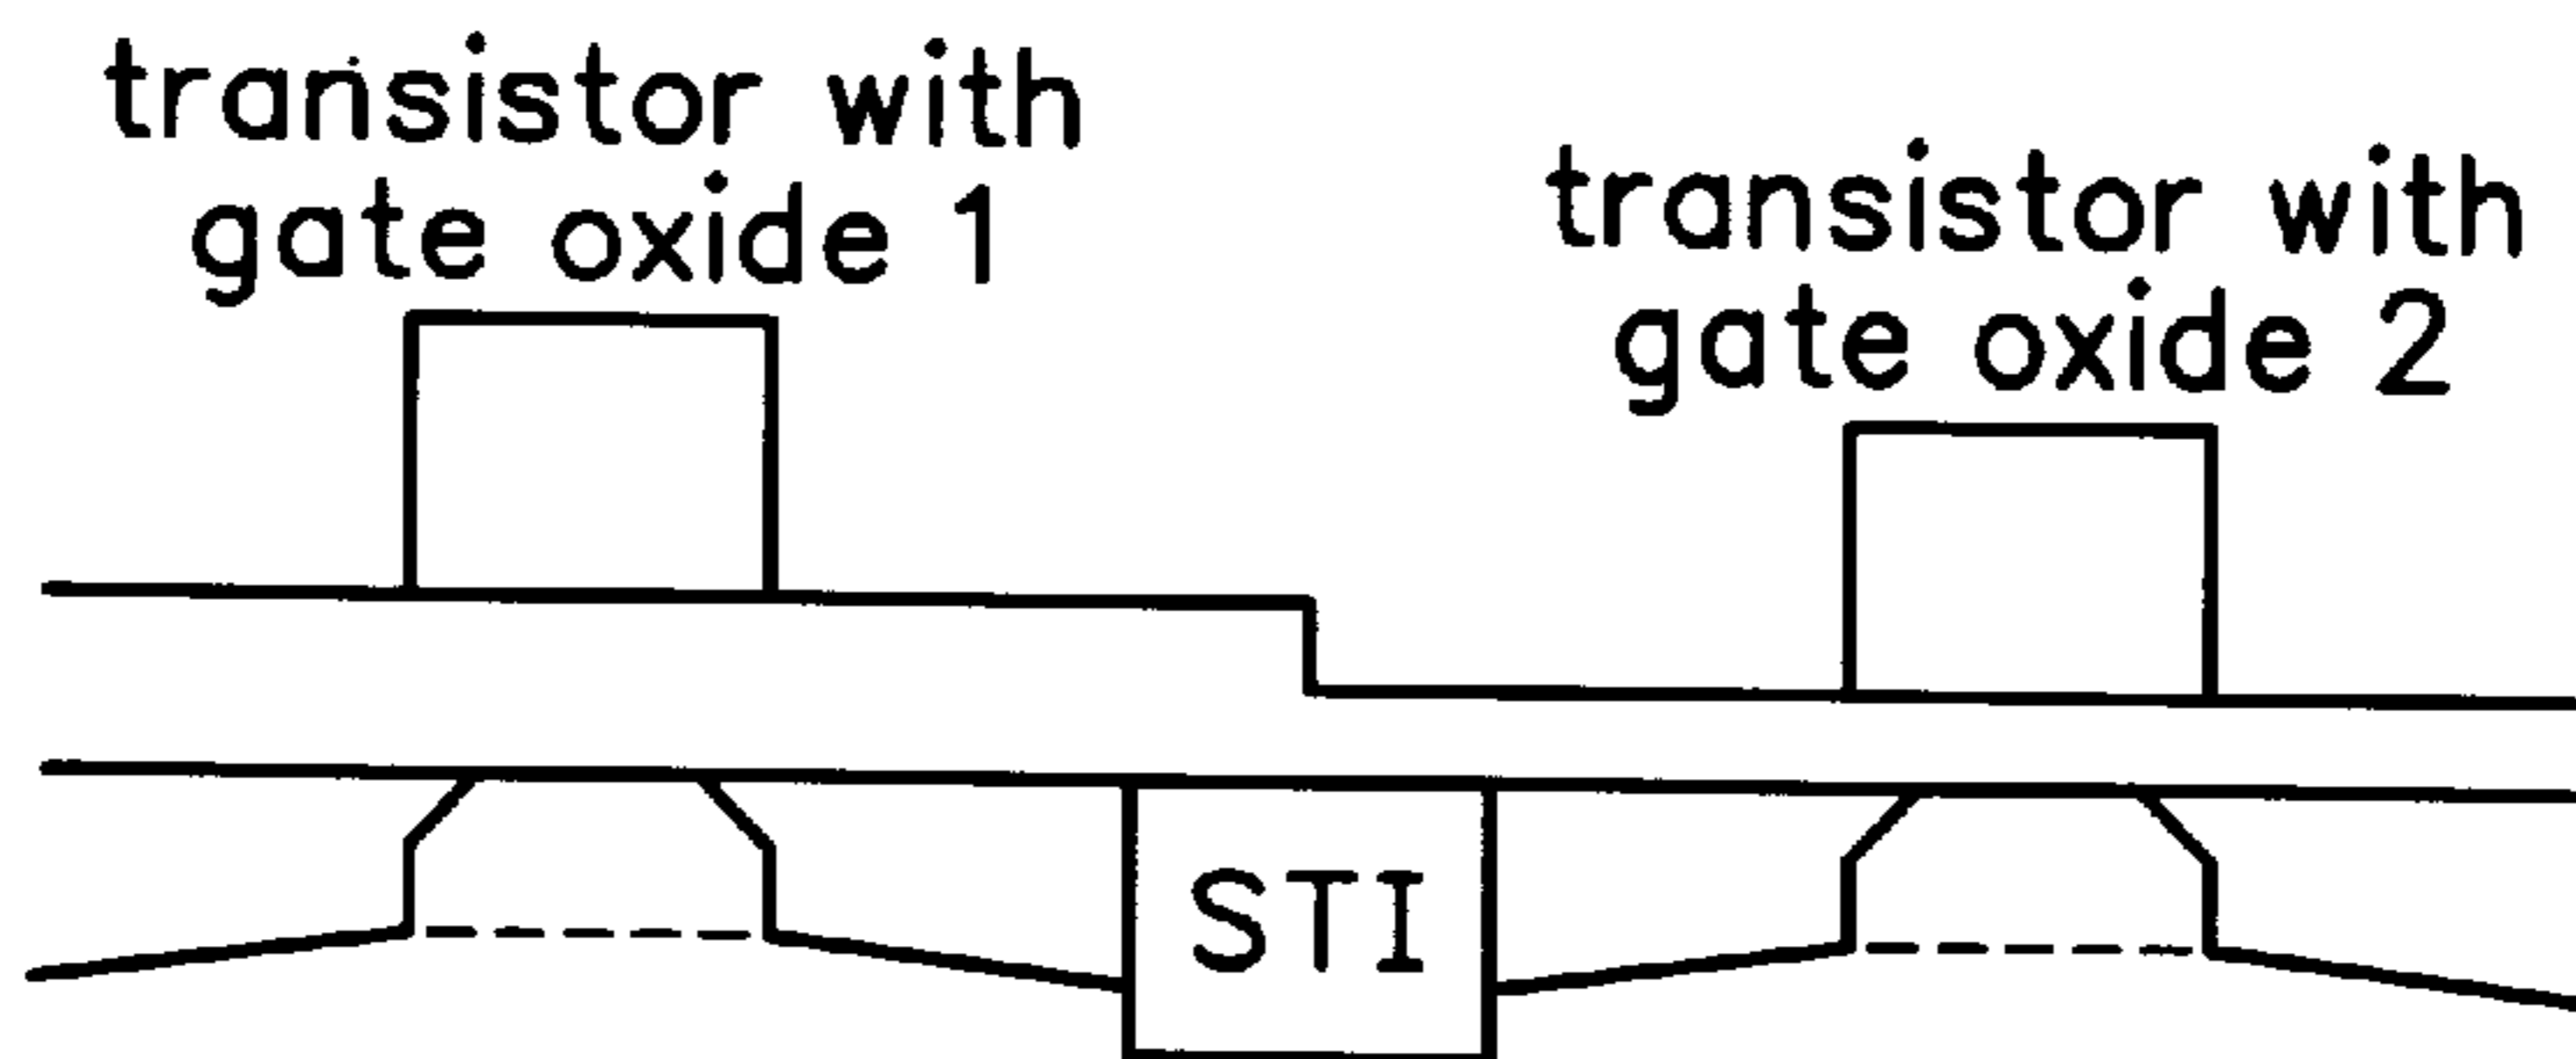 transistor with
gate oxide 1
transistor with
gate oxide 2
STI